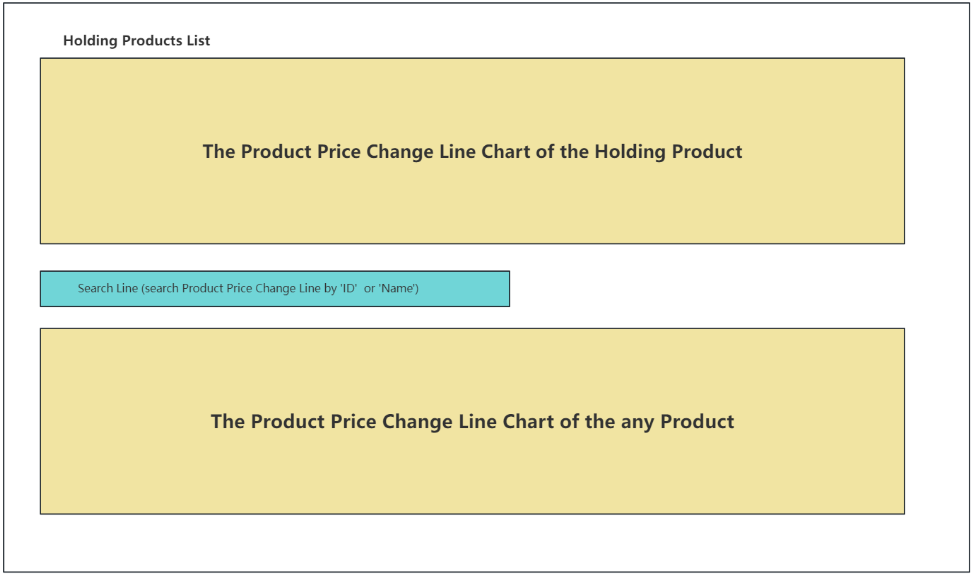 Holding Products List
The Product Price Change Line Chart of the Holding Product
Search Line (search Product Price Change Line by 'ID'  or 'Name')
The Product Price Change Line Chart of the any Product